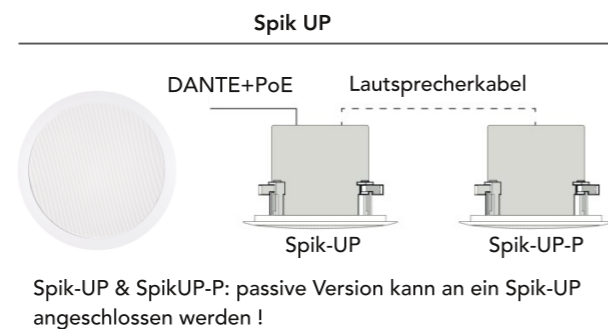 Spik UP
DANTE+PoE Lautsprecherkabel
Spik-UP Spik-UP-P
Spik-UP & SpikUP-P: passive Version kann an ein Spik-UP
angeschlossen werden !